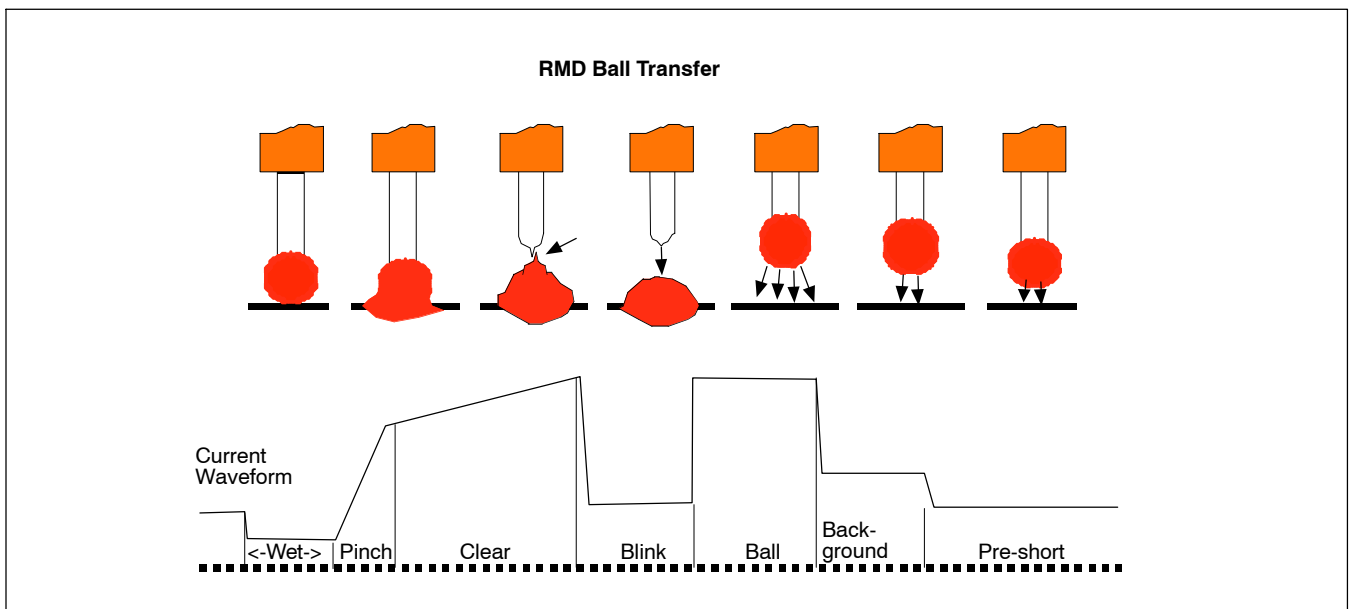 RMD Ball Transfer
Current
Waveform
<-Wet->
Pinch
Clear
Blink
Ball
Back-
ground
Pre-short